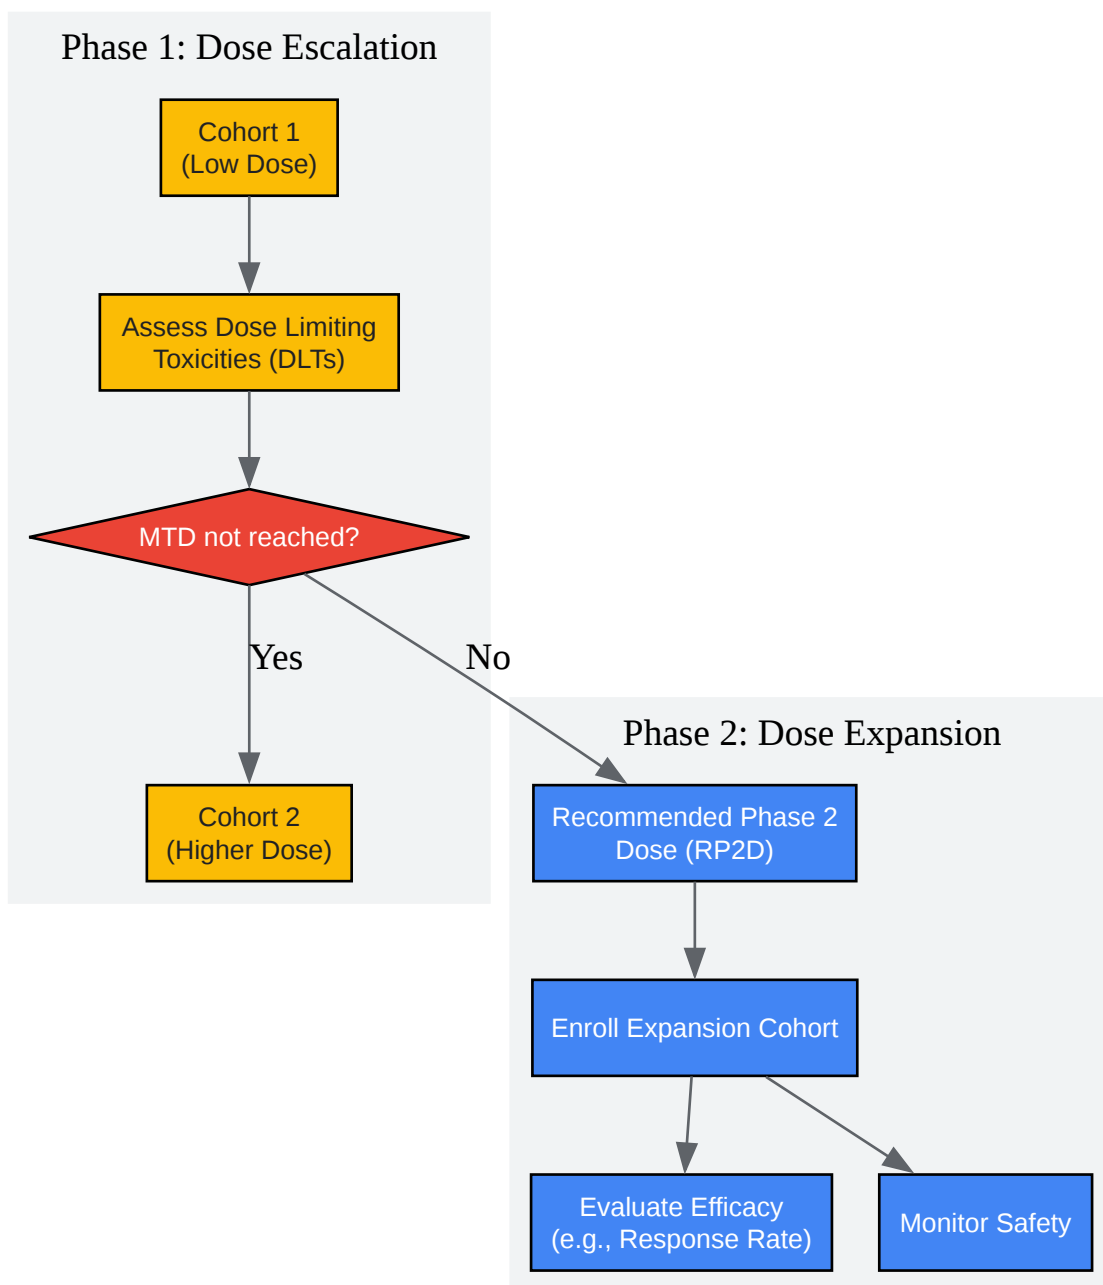 Phase 1: Dose Escalation
Cohort 1
(Low Dose)
Assess Dose Limiting
Toxicities (DLTs)
MTD not reached?
Yes
No
Cohort 2
(Higher Dose)
Phase 2: Dose Expansion
Recommended Phase 2
Dose (RP2D)
Enroll Expansion Cohort
Evaluate Efficacy
(e.g., Response Rate)
Monitor Safety